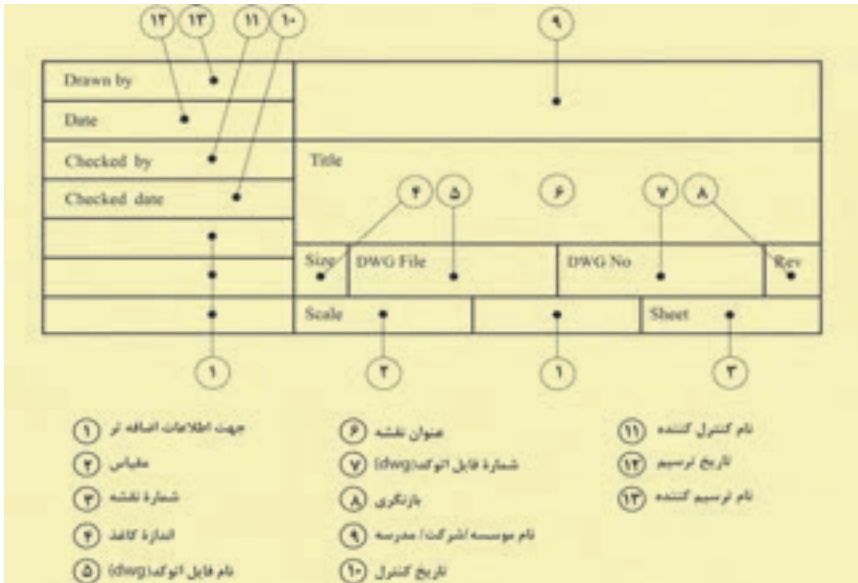 ۱۲ ۱۳ ۱۱ ۱۰ ۹
Drawn by
Date
Checked by
Title
Checked date
۴ ۵ ۶ ۷ ۸
Size DWG File DWG No Rev
Scale Sheet
۱ ۲ ۱ ۳
۱ جهت اطلاعات اضافه تر
۲ مقیاس
۳ شمارۀ نقشه
۴ اندازۀ کاغذ
۵ نام فایل اتوکد(dwg)
۶ عنوان نقشه
۷ شمارۀ فایل اتوکد(dwg)
۸ بازنگری
۹ نام موسسه/شرکت/مدرسه
۱۰ تاریخ کنترل
۱۱ نام کنترل کننده
۱۲ تاریخ ترسیم
۱۳ نام ترسیم کننده